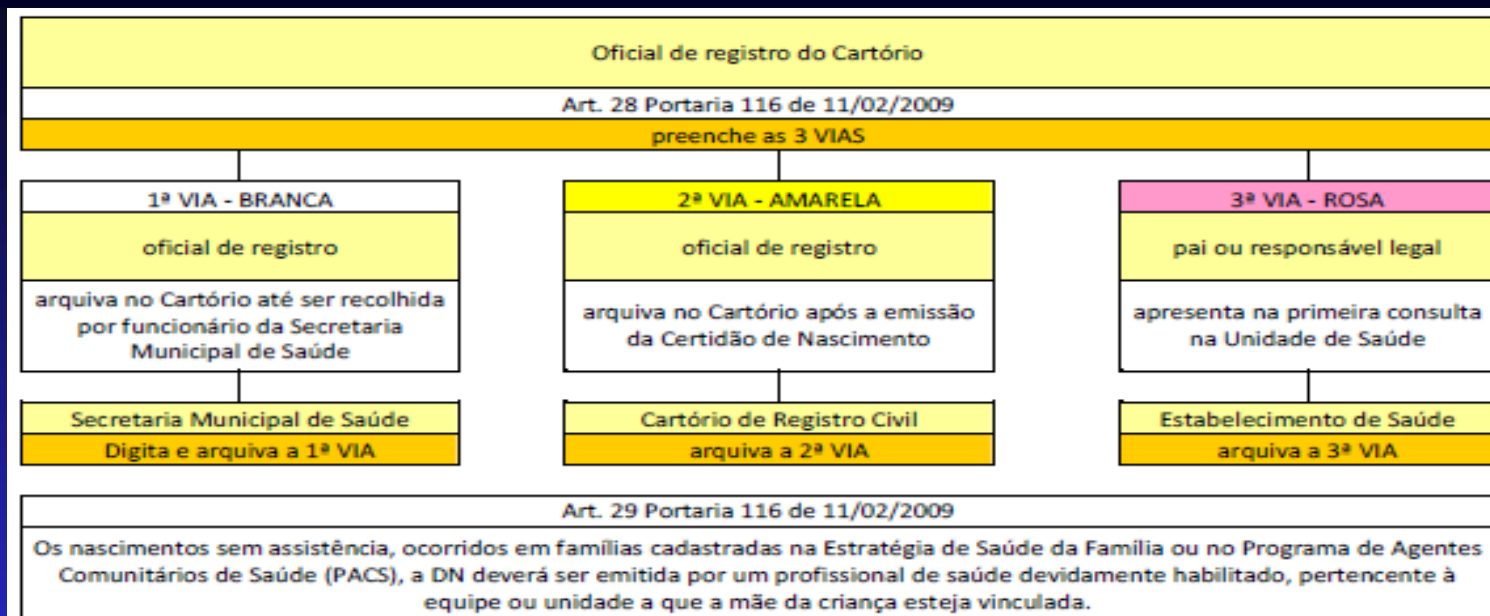 Oficial de registro do Cartório
Art. 28 Portaria 116 de 11/02/2009
preenche as 3 VIAS
1ª VIA - BRANCA
oficial de registro
arquiva no Cartório até ser recolhida
por funcionário da Secretaria
Municipal de Saúde
Secretaria Municipal de Saúde
Digita e arquiva a 1ª VIA
2ª VIA - AMARELA
oficial de registro
arquiva no Cartório após a emissão
da Certidão de Nascimento
Cartório de Registro Civil
arquiva a 2ª VIA
3ª VIA - ROSA
pai ou responsável legal
apresenta na primeira consulta
na Unidade de Saúde
Estabelecimento de Saúde
arquiva a 3ª VIA
Art. 29 Portaria 116 de 11/02/2009
Os nascimentos sem assistência, ocorridos em famílias cadastradas na Estratégia de Saúde da Família ou no Programa de Agentes
Comunitários de Saúde (PACS), a DN deverá ser emitida por um profissional de saúde devidamente habilitado, pertencente à
equipe ou unidade a que a mãe da criança esteja vinculada.